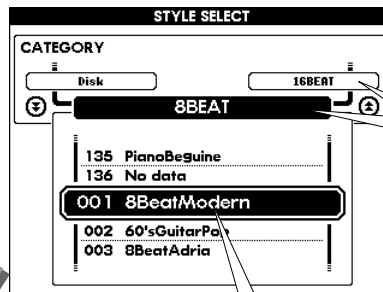 STYLE SELECT
CATEGORY
Disk
16BEAT
8BEAT
135 PianoBeguine
136 No data
001 8BeatModern
002 60'sGuitarPop
003 8BeatAdria